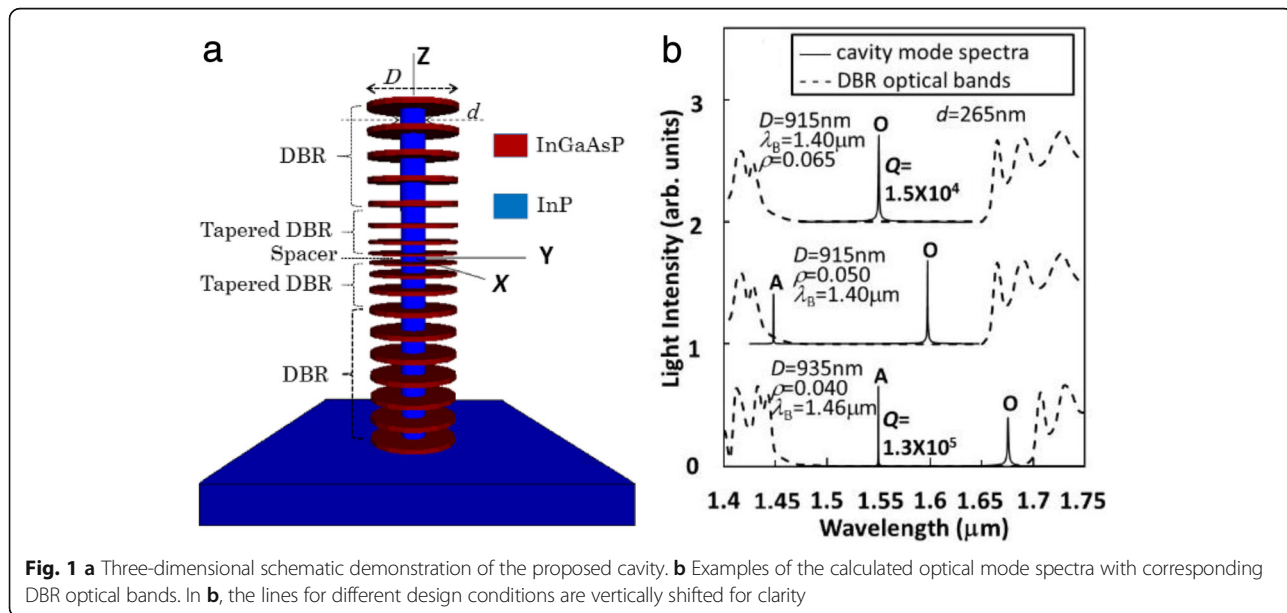 a
Z
D
d
DBR
InGaAsP
InP
Tapered DBR
Spacer
Y
X
Tapered DBR
DBR
b
cavity mode spectra
DBR optical bands
Light Intensity (arb. units)
3
2
1
0
D=915nm
λB=1.40μm
ρ=0.065
O
d=265nm
Q=
1.5X10⁴
D=915nm
ρ=0.050
λB=1.40μm
A
O
D=935nm
ρ=0.040
λB=1.46μm
A
Q=
1.3X10⁵
O
1.4 1.45 1.5 1.55 1.6 1.65 1.7 1.75
Wavelength (μm)
Fig. 1 a Three-dimensional schematic demonstration of the proposed cavity. b Examples of the calculated optical mode spectra with corresponding
DBR optical bands. In b, the lines for different design conditions are vertically shifted for clarity